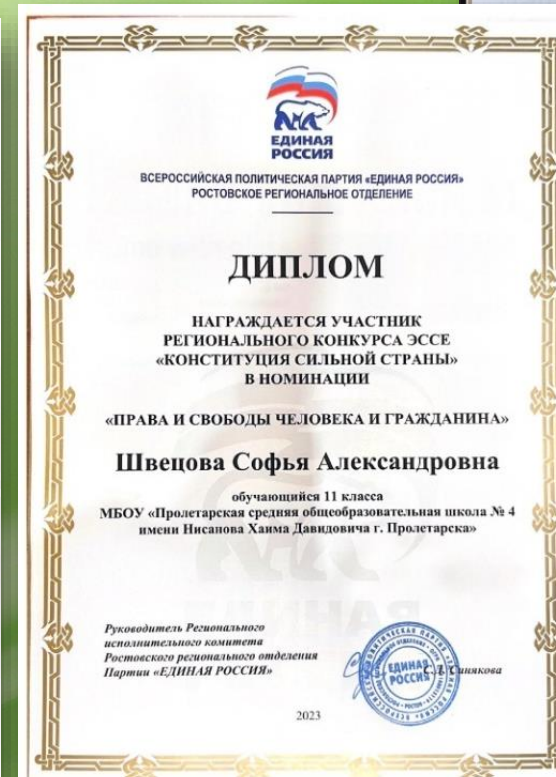 ЕДИНАЯ
РОССИЯ
ВСЕРОССИЙСКАЯ ПОЛИТИЧЕСКАЯ ПАРТИЯ «ЕДИНАЯ РОССИЯ»
РОСТОВСКОЕ РЕГИОНАЛЬНОЕ ОТДЕЛЕНИЕ
ДИПЛОМ
НАГРАЖДАЕТСЯ УЧАСТНИК
РЕГИОНАЛЬНОГО КОНКУРСА ЭССЕ
«КОНСТИТУЦИЯ СИЛЬНОЙ СТРАНЫ»
В НОМИНАЦИИ
«ПРАВА И СВОБОДЫ ЧЕЛОВЕКА И ГРАЖДАНИНА»
Швецова Софья Александровна
обучающийся 11 класса
МБОУ «Пролетарская средняя общеобразовательная школа № 4
имени Нисанова Хаима Давидовича г. Пролетарска»
Руководитель Регионального
исполнительного комитета
Ростовского регионального отделения
Партии «ЕДИНАЯ РОССИЯ»
ЕДИНАЯ
РОССИЯ
Синякова
2023